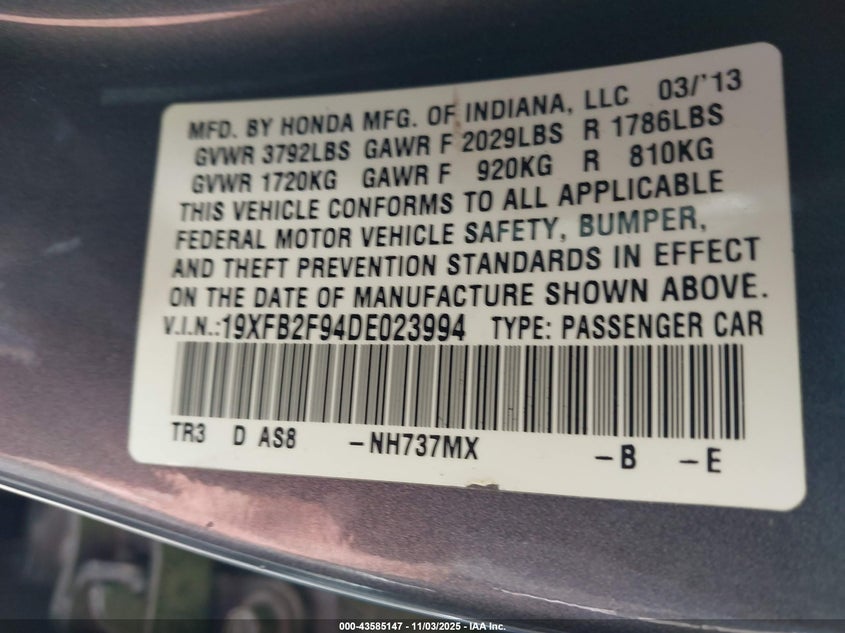 MFD. BY HONDA MFG. OF INDIANA, LLC 03/'13
GVWR 3792LBS GAWR F 2029LBS R 1786LBS
GVWR 1720KG GAWR F 920KG R 810KG
THIS VEHICLE CONFORMS TO ALL APPLICABLE
FEDERAL MOTOR VEHICLE SAFETY, BUMPER,
AND THEFT PREVENTION STANDARDS IN EFFECT
ON THE DATE OF MANUFACTURE SHOWN ABOVE.
V.I.N.:19XFB2F94DE023994 TYPE: PASSENGER CAR
TR3 D AS8 -NH737MX -B -E
000-43585147 - 11/03/2025 - IAA Inc.